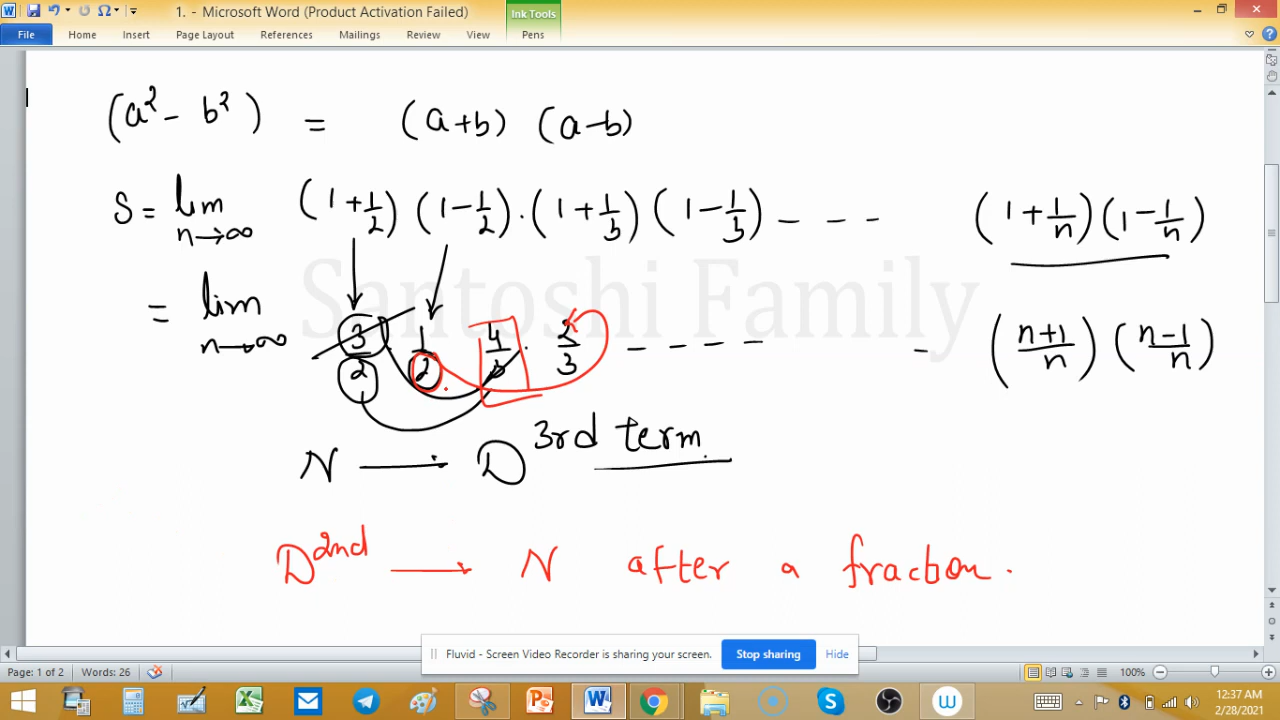 1. - Microsoft Word (Product Activation Failed)
Ink Tools
File Home Insert Page Layout References Mailings Review View Pens
(a² - b²) = (a+b) (a-b)
S = lim n→∞ (1 + 1/2) (1 - 1/2) · (1 + 1/3) (1 - 1/3) - - - (1 + 1/n) (1 - 1/n)
Santoshi Family
= lim n→∞ 3/2 1/2 · 4/3 · 2/3 - - - - - (n+1/n) (n-1/n)
N → D 3rd term
D 2nd → N after a fraction.
Fluvid - Screen Video Recorder is sharing your screen. Stop sharing Hide
Page: 1 of 2 Words: 26 100%
12:37 AM
2/28/2021